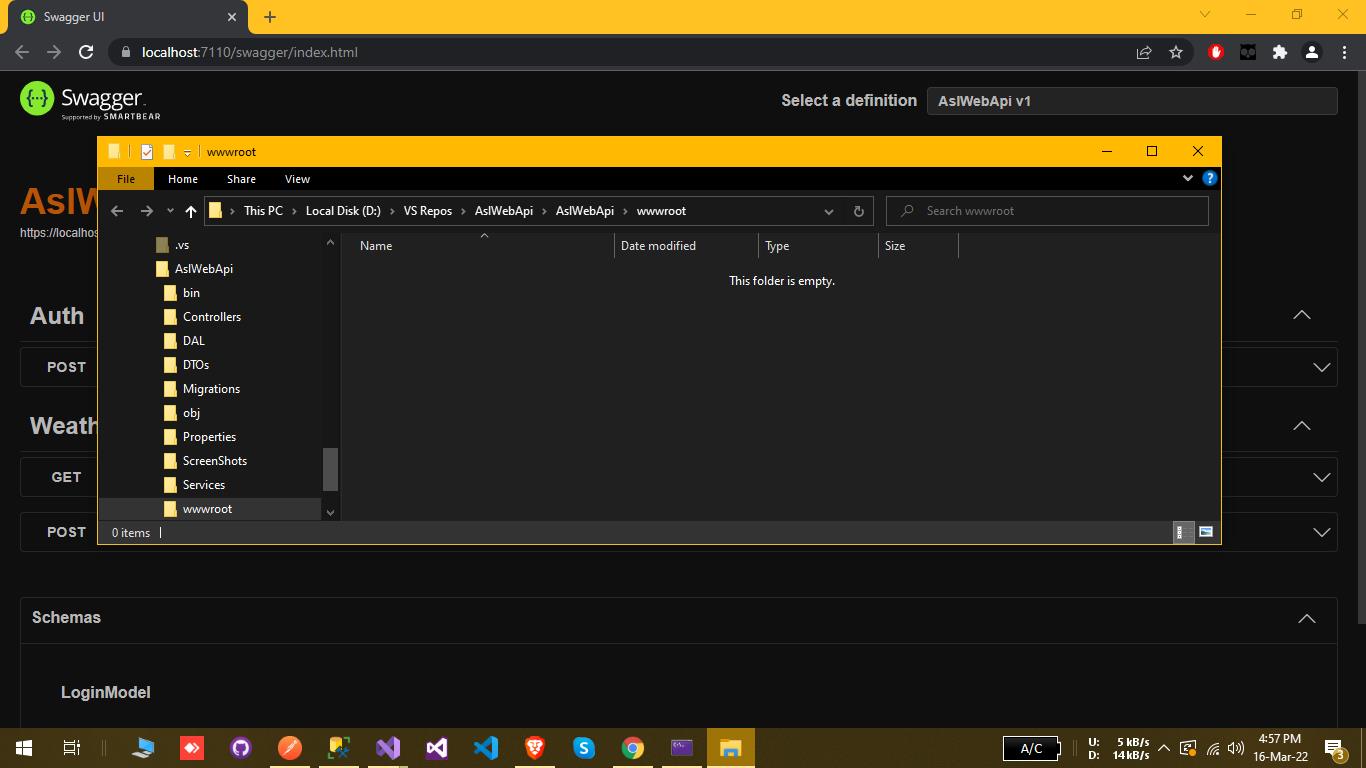 Swagger UI
localhost:7110/swagger/index.html
Swagger
Supported by SMARTBEAR
Select a definition
AslWebApi v1
wwwroot
File Home Share View
This PC Local Disk (D:) VS Repos AslWebApi AslWebApi wwwroot
Search wwwroot
AslW
https://localhos
.vs
AslWebApi
bin
Controllers
DAL
DTOs
Migrations
obj
Properties
ScreenShots
Services
wwwroot
Name Date modified Type Size
This folder is empty.
0 items
Auth
POST
Weath
GET
POST
Schemas
LoginModel
A/C
U: 5 kB/s
D: 14 kB/s
4:57 PM
16-Mar-22
3